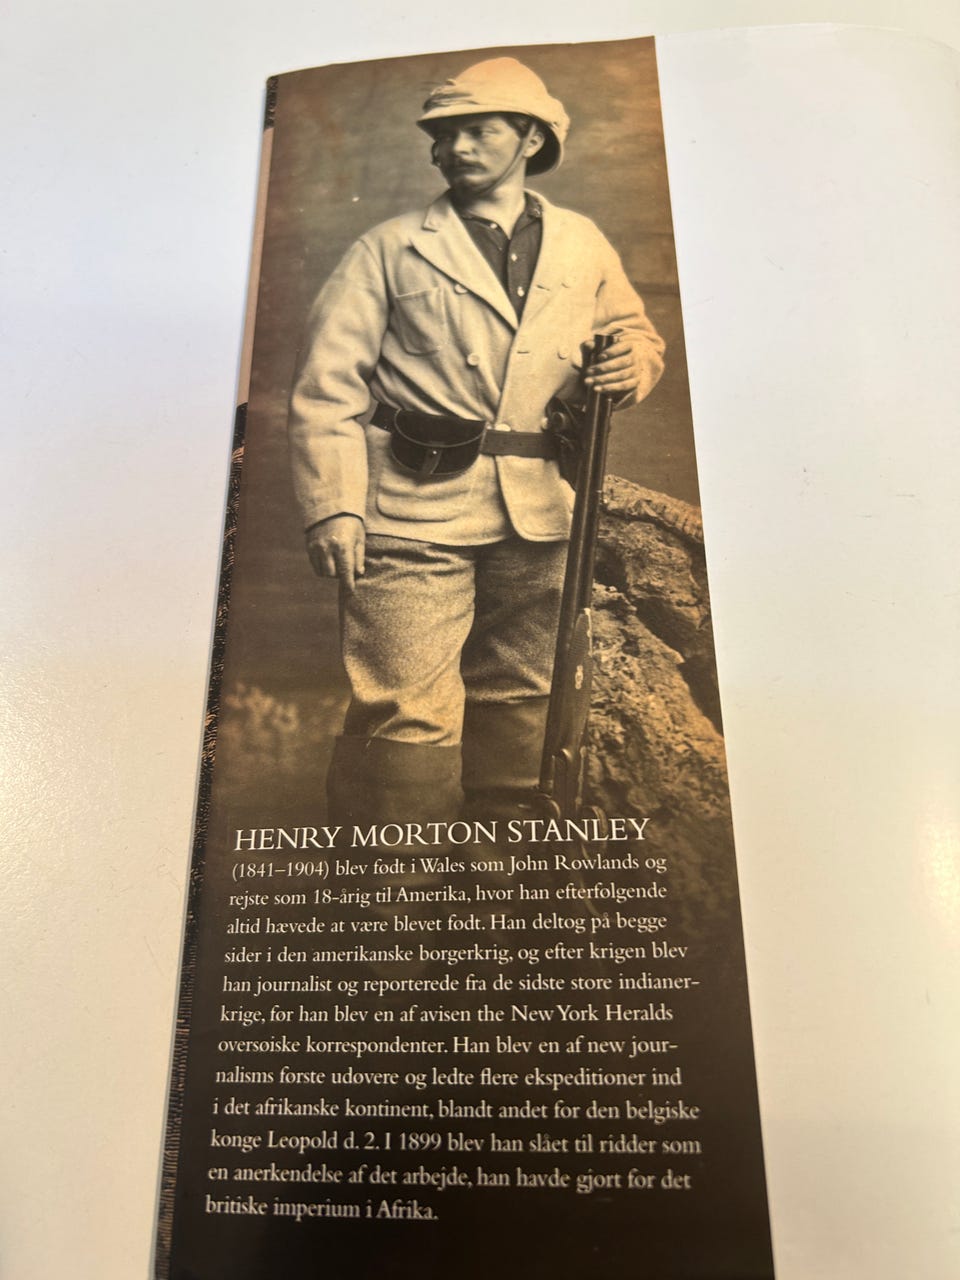 HENRY MORTON STANLEY
(1841–1904) blev født i Wales som John Rowlands og
rejste som 18-årig til Amerika, hvor han efterfølgende
altid hævede at være blevet født. Han deltog på begge
sider i den amerikanske borgerkrig, og efter krigen blev
han journalist og reporterede fra de sidste store indianer-
krige, før han blev en af avisen the New York Heralds
oversøiske korrespondenter. Han blev en af new jour-
nalisms første udøvere og ledte flere ekspeditioner ind
i det afrikanske kontinent, blandt andet for den belgiske
konge Leopold d. 2. I 1899 blev han slået til ridder som
en anerkendelse af det arbejde, han havde gjort for det
britiske imperium i Afrika.